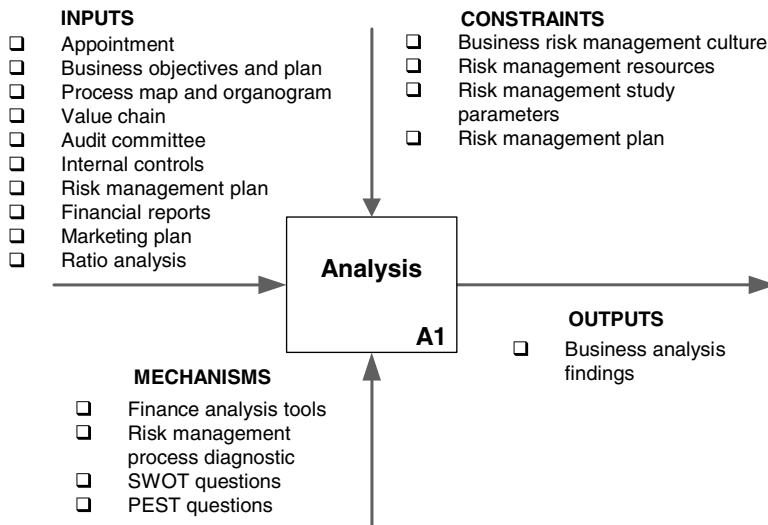 INPUTS
❑ Appointment
❑ Business objectives and plan
❑ Process map and organogram
❑ Value chain
❑ Audit committee
❑ Internal controls
❑ Risk management plan
❑ Financial reports
❑ Marketing plan
❑ Ratio analysis
CONSTRAINTS
❑ Business risk management culture
❑ Risk management resources
❑ Risk management study
parameters
❑ Risk management plan
Analysis
A1
OUTPUTS
❑ Business analysis
findings
MECHANISMS
❑ Finance analysis tools
❑ Risk management
process diagnostic
❑ SWOT questions
❑ PEST questions